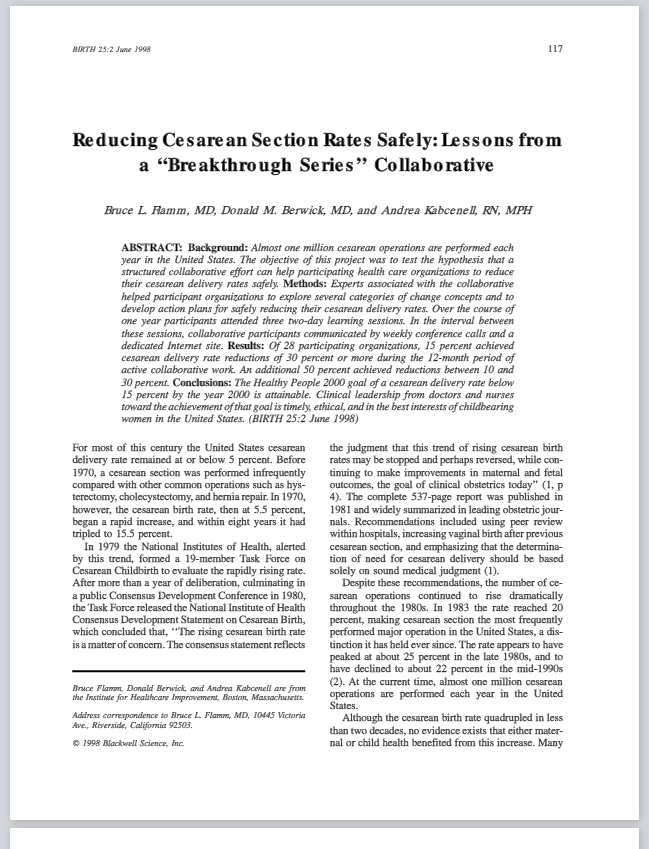 BIRTH 25:2 June 1998
117
Reducing Cesarean Section Rates Safely: Lessons from
a “Breakthrough Series” Collaborative
Bruce L. Flamm, MD, Donald M. Berwick, MD, and Andrea Kabcenell, RN, MPH
ABSTRACT: Background: Almost one million cesarean operations are performed each
year in the United States. The objective of this project was to test the hypothesis that a
structured collaborative effort can help participating health care organizations to reduce
their cesarean delivery rates safely. Methods: Experts associated with the collaborative
helped participant organizations to explore several categories of change concepts and to
develop action plans for safely reducing their cesarean delivery rates. Over the course of
one year participants attended three two-day learning sessions. In the interval between
these sessions, collaborative participants communicated by weekly conference calls and a
dedicated Internet site. Results: Of 28 participating organizations, 15 percent achieved
cesarean delivery rate reductions of 30 percent or more during the 12-month period of
active collaborative work. An additional 50 percent achieved reductions between 10 and
30 percent. Conclusions: The Healthy People 2000 goal of a cesarean delivery rate below
15 percent by the year 2000 is attainable. Clinical leadership from doctors and nurses
toward the achievement of that goal is timely, ethical, and in the best interests of childbearing
women in the United States. (BIRTH 25:2 June 1998)
For most of this century the United States cesarean
delivery rate remained at or below 5 percent. Before
1970, a cesarean section was performed infrequently
compared with other common operations such as hys-
terectomy, cholecystectomy, and hernia repair. In 1970,
however, the cesarean birth rate, then at 5.5 percent,
began a rapid increase, and within eight years it had
tripled to 15.5 percent.
In 1979 the National Institutes of Health, alerted
by this trend, formed a 19-member Task Force on
Cesarean Childbirth to evaluate the rapidly rising rate.
After more than a year of deliberation, culminating in
a public Consensus Development Conference in 1980,
the Task Force released the National Institute of Health
Consensus Development Statement on Cesarean Birth,
which concluded that, ‘‘The rising cesarean birth rate
is a matter of concern. The consensus statement reflects
Bruce Flamm, Donald Berwick, and Andrea Kabcenell are from
the Institute for Healthcare Improvement, Boston, Massachusetts.
Address correspondence to Bruce L. Flamm, MD, 10445 Victoria
Ave., Riverside, California 92503.
© 1998 Blackwell Science, Inc.
the judgment that this trend of rising cesarean birth
rates may be stopped and perhaps reversed, while con-
tinuing to make improvements in maternal and fetal
outcomes, the goal of clinical obstetrics today’’ (1, p
4). The complete 537-page report was published in
1981 and widely summarized in leading obstetric jour-
nals. Recommendations included using peer review
within hospitals, increasing vaginal birth after previous
cesarean section, and emphasizing that the determina-
tion of need for cesarean delivery should be based
solely on sound medical judgment (1).
Despite these recommendations, the number of ce-
sarean operations continued to rise dramatically
throughout the 1980s. In 1983 the rate reached 20
percent, making cesarean section the most frequently
performed major operation in the United States, a dis-
tinction it has held ever since. The rate appears to have
peaked at about 25 percent in the late 1980s, and to
have declined to about 22 percent in the mid-1990s
(2). At the current time, almost one million cesarean
operations are performed each year in the United
States.
Although the cesarean birth rate quadrupled in less
than two decades, no evidence exists that either mater-
nal or child health benefited from this increase. Many